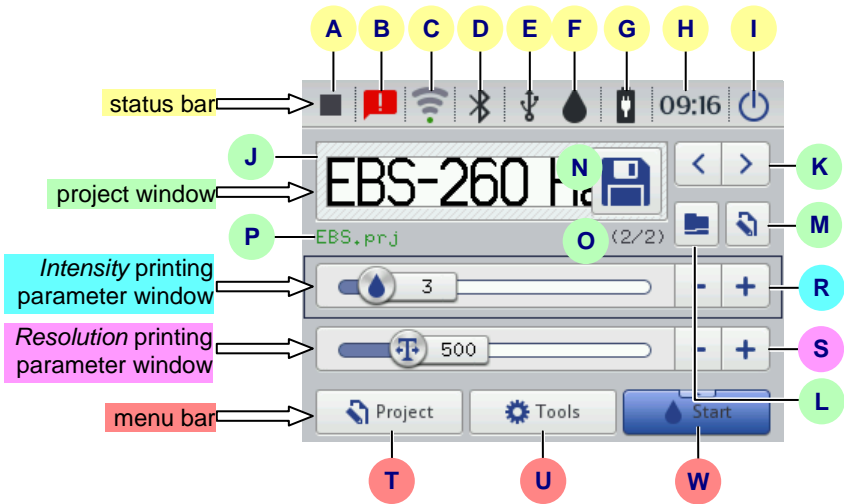 A B C D E F G H I
status bar
09:16
J
EBS-260 Ha
N
K
project window
P
EBS.prj
O
(2/2)
M
Intensity printing
parameter window
3
- +
R
Resolution printing
parameter window
T
500
- +
S
L
menu bar
Project
Tools
Start
T U W